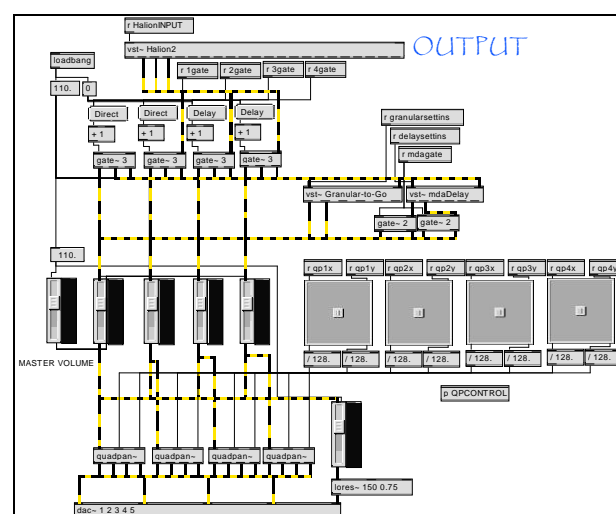 r HalionINPUT
vst~ Halion2
OUTPUT
loadbang
r 1gate r 2gate r 3gate r 4gate
110. 0
Direct Direct Delay Delay
+ 1 + 1 + 1 + 1
r granularsettins
r delaysettins
r mdagate
gate~ 3 gate~ 3 gate~ 3 gate~ 3
vst~ Granular-to-Go vst~ mdaDelay
gate~ 2 gate~ 2
110.
r qp1x r qp1y r qp2x r qp2y r qp3x r qp3y r qp4x r qp4y
MASTER VOLUME
/ 128. / 128. / 128. / 128. / 128. / 128. / 128. / 128.
p QPCONTROL
quadpan~ quadpan~ quadpan~ quadpan~
lores~ 150 0.75
dac~ 1 2 3 4 5